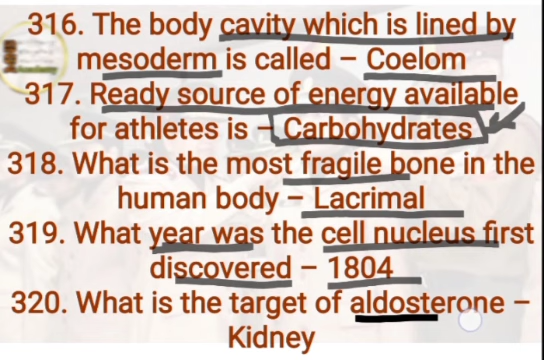 316. The body cavity which is lined by
mesoderm is called – Coelom
317. Ready source of energy available
for athletes is – Carbohydrates
318. What is the most fragile bone in the
human body – Lacrimal
319. What year was the cell nucleus first
discovered – 1804
320. What is the target of aldosterone –
Kidney